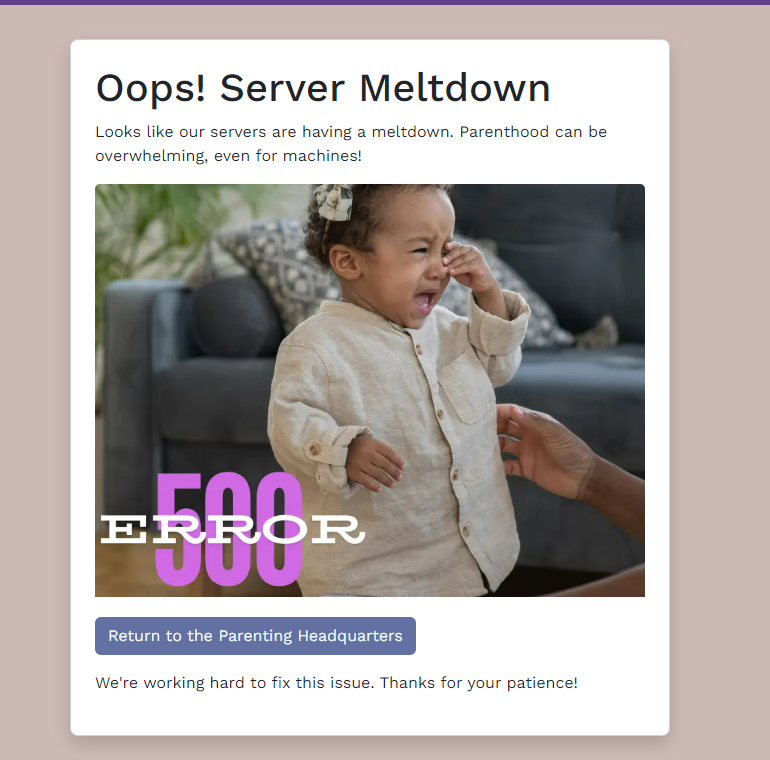 Oops! Server Meltdown
Looks like our servers are having a meltdown. Parenthood can be
overwhelming, even for machines!
500
ERROR
Return to the Parenting Headquarters
We're working hard to fix this issue. Thanks for your patience!